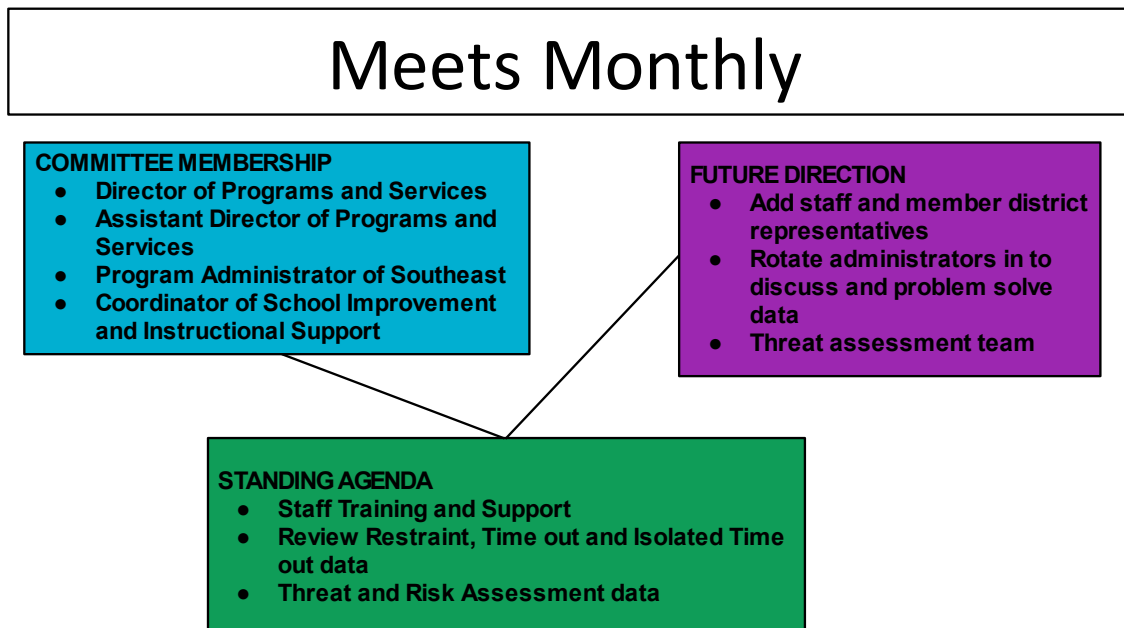 Meets Monthly
COMMITTEE MEMBERSHIP
● Director of Programs and Services
● Assistant Director of Programs and
Services
● Program Administrator of Southeast
● Coordinator of School Improvement
and Instructional Support
FUTURE DIRECTION
● Add staff and member district
representatives
● Rotate administrators in to
discuss and problem solve
data
● Threat assessment team
STANDING AGENDA
● Staff Training and Support
● Review Restraint, Time out and Isolated Time
out data
● Threat and Risk Assessment data